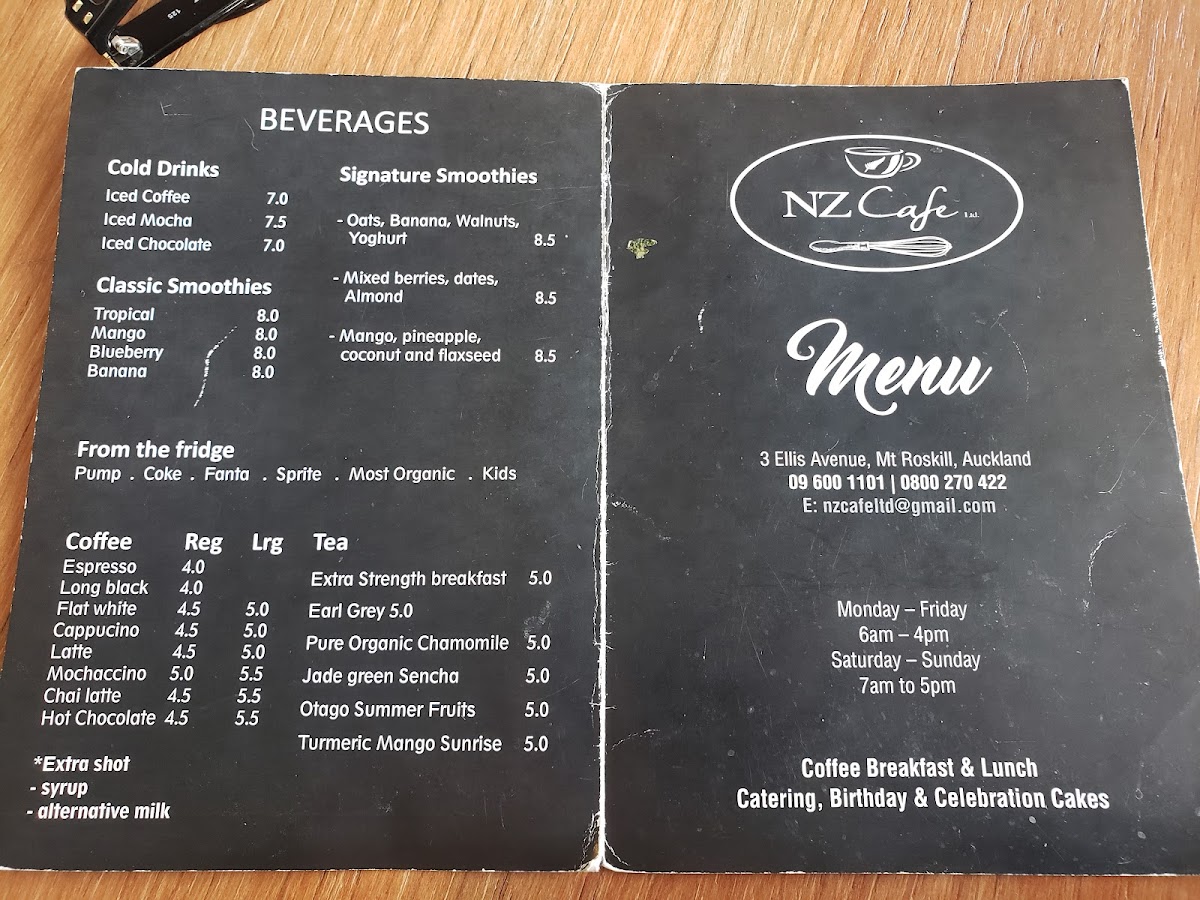 125
BEVERAGES
Cold Drinks
Iced Coffee 7.0
Iced Mocha 7.5
Iced Chocolate 7.0
Classic Smoothies
Tropical 8.0
Mango 8.0
Blueberry 8.0
Banana 8.0
Signature Smoothies
- Oats, Banana, Walnuts,
Yoghurt 8.5
- Mixed berries, dates,
Almond 8.5
- Mango, pineapple,
coconut and flaxseed 8.5
From the fridge
Pump . Coke . Fanta . Sprite . Most Organic . Kids
Coffee Reg Lrg
Espresso 4.0
Long black 4.0
Flat white 4.5 5.0
Cappucino 4.5 5.0
Latte 4.5 5.0
Mochaccino 5.0 5.5
Chai latte 4.5 5.5
Hot Chocolate 4.5 5.5
*Extra shot
- syrup
- alternative milk
Tea
Extra Strength breakfast 5.0
Earl Grey 5.0
Pure Organic Chamomile 5.0
Jade green Sencha 5.0
Otago Summer Fruits 5.0
Turmeric Mango Sunrise 5.0
NZ Cafe Ltd.
Menu
3 Ellis Avenue, Mt Roskill, Auckland
09 600 1101 | 0800 270 422
E: nzcafeltd@gmail.com
Monday – Friday
6am – 4pm
Saturday – Sunday
7am to 5pm
Coffee Breakfast & Lunch
Catering, Birthday & Celebration Cakes